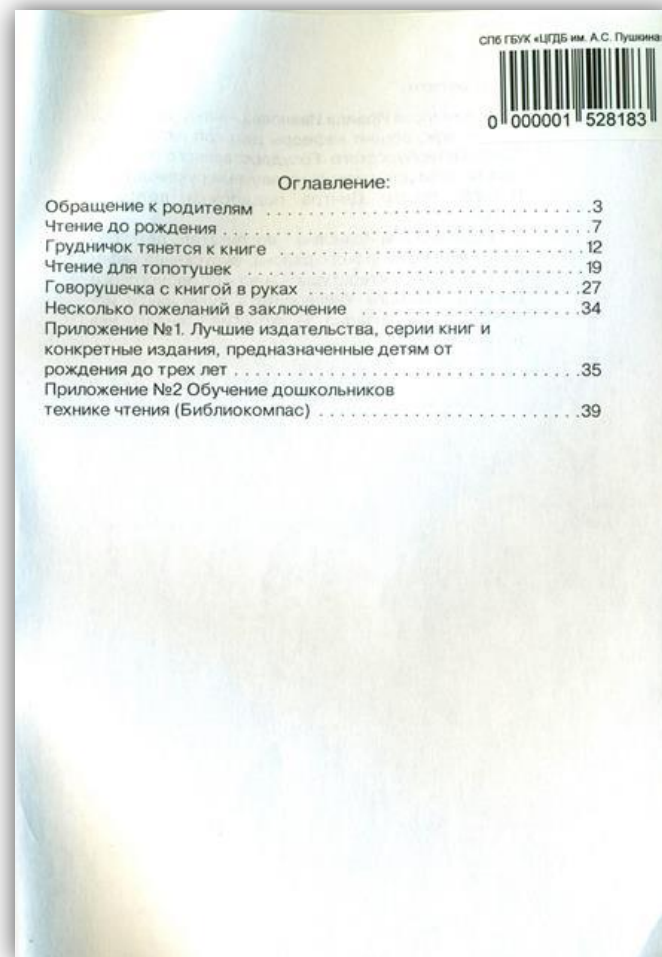 СПб ГБУК «ЦГДБ им. А.С. Пушкина»
0 000001 528183
Оглавление:
Обращение к родителям . . . . . . . . . . . . . . . . . . . . . . . . . . . . . . . . . .3
Чтение до рождения . . . . . . . . . . . . . . . . . . . . . . . . . . . . . . . . . . . . . .7
Грудничок тянется к книге . . . . . . . . . . . . . . . . . . . . . . . . . . . . . . . .12
Чтение для топотушек . . . . . . . . . . . . . . . . . . . . . . . . . . . . . . . . . . .19
Говорушечка с книгой в руках . . . . . . . . . . . . . . . . . . . . . . . . . . . . .27
Несколько пожеланий в заключение . . . . . . . . . . . . . . . . . . . . . . . .34
Приложение №1. Лучшие издательства, серии книг и
конкретные издания, предназначенные детям от
рождения до трех лет . . . . . . . . . . . . . . . . . . . . . . . . . . . . . . . . . . . .35
Приложение №2 Обучение дошкольников
технике чтения (Библиокомпас) . . . . . . . . . . . . . . . . . . . . . . . . . . .39